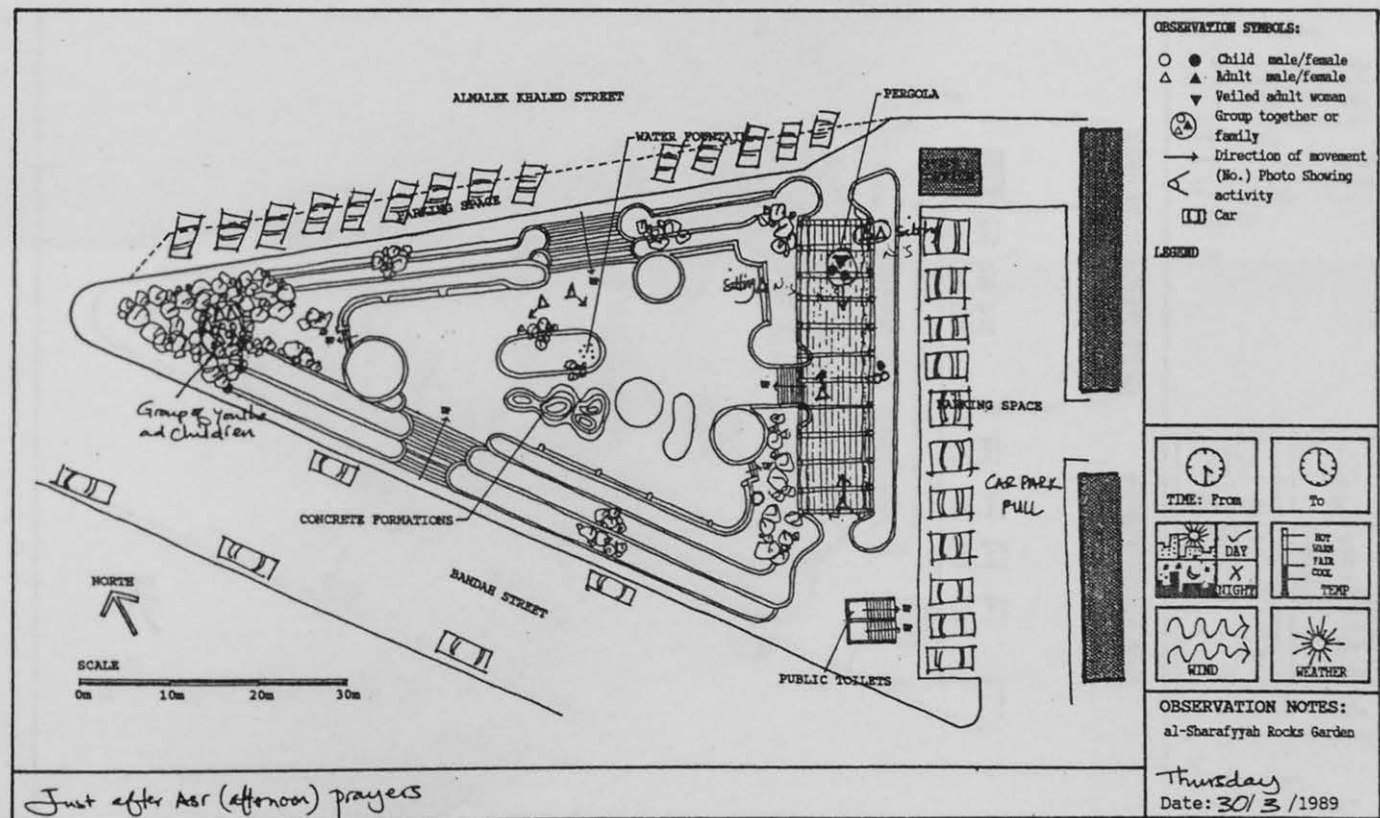 ALMALEK KHALED STREET
PERGOLA
WATER FOUNTAIN
PARKING SPACE
Sitting
Sitting
N.S
Group of youths
ad children
PARKING SPACE
CAR PARK
FULL
CONCRETE FORMATIONS
BANDAH STREET
NORTH
SCALE
0m 10m 20m 30m
PUBLIC TOILETS
Just after Asr (afternoon) prayers
OBSERVATION SYMBOLS:
Child male/female
Adult male/female
Veiled adult woman
Group together or
family
Direction of movement
(No.) Photo Showing
activity
Car
LEGEND
TIME: From To
DAY
X
NIGHT
HOT
WARM
FAIR
COOL
TEMP
WIND
WEATHER
OBSERVATION NOTES:
al-Sharafyyah Rocks Garden
Thursday
Date: 30/3/1989